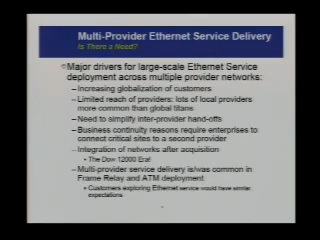 Multi-Provider Ethernet Service Delivery
Is There a Need?
Major drivers for large-scale Ethernet Service
deployment across multiple provider networks:
– Increasing globalization of customers
– Limited reach of providers: lots of local providers
more common than global titans
– Need to simplify inter-provider hand-offs
– Business continuity reasons require enterprises to
connect critical sites to a second provider
– Integration of networks after acquisition
• The Dow 12000 Era!
– Multi-provider service delivery is/was common in
Frame Relay and ATM deployment
• Customers exploring Ethernet service would have similar
expectations